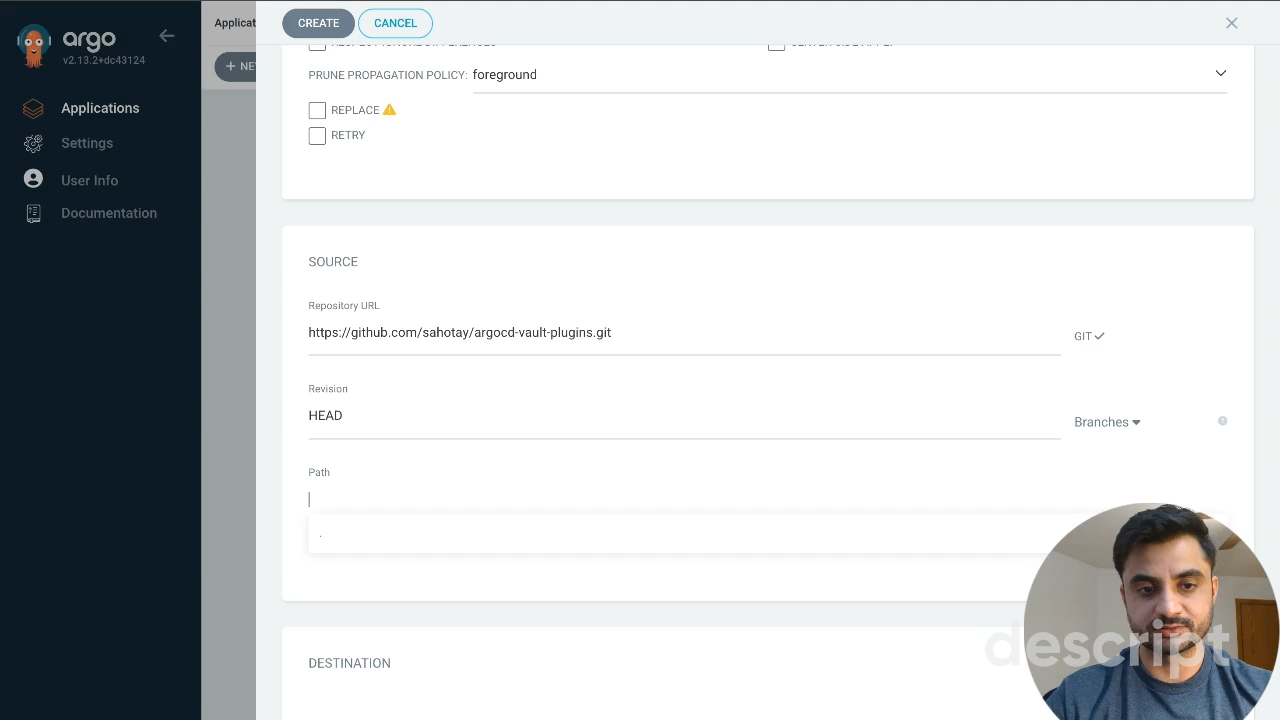 argo
v2.13.2+dc43124
Applications
Settings
User Info
Documentation
Applicat
+ NE
CREATE
CANCEL
PRUNE PROPAGATION POLICY: foreground
REPLACE
RETRY
SOURCE
Repository URL
https://github.com/sahotay/argocd-vault-plugins.git
GIT
Revision
HEAD
Branches
Path
.
DESTINATION
descript